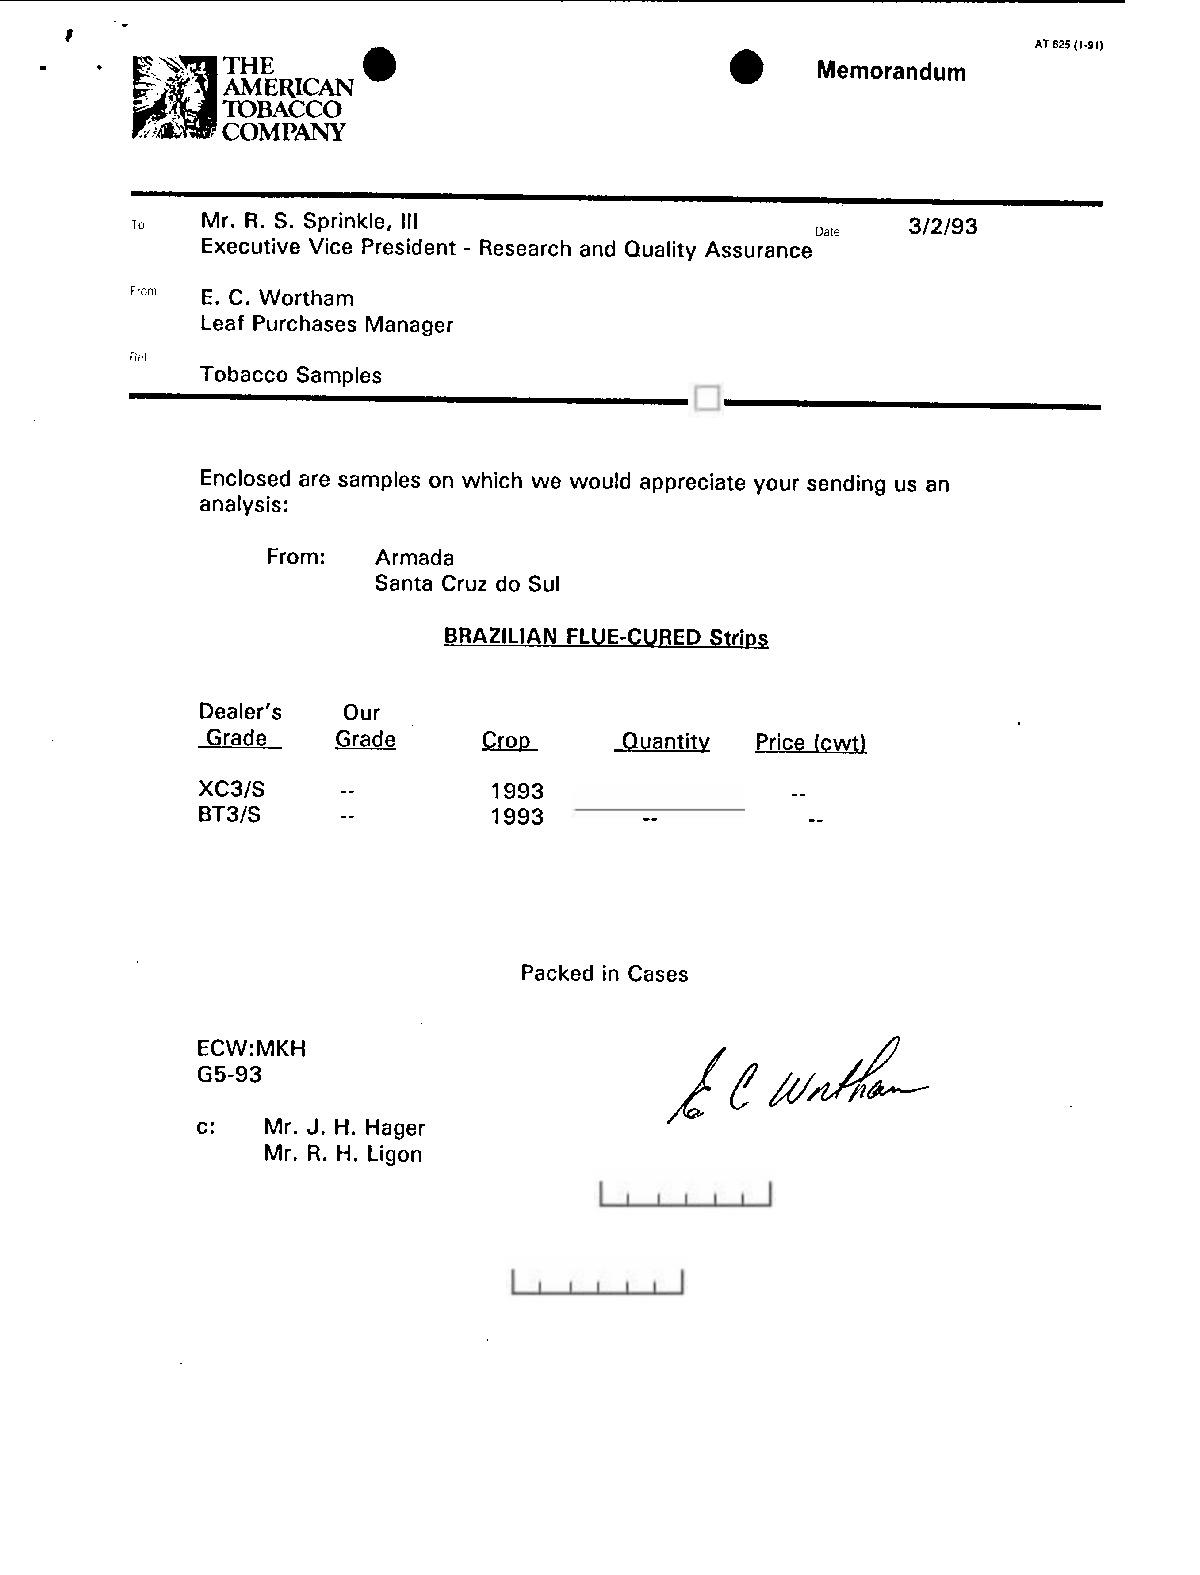 AT 825 (1-91)
THE
AMERICAN
TOBACCO
COMPANY
Memorandum
To Mr. R. S. Sprinkle, III
Executive Vice President - Research and Quality Assurance
Date 3/2/93
From E. C. Wortham
Leaf Purchases Manager
Ref.
Tobacco Samples
Enclosed are samples on which we would appreciate your sending us an
analysis:
From: Armada
Santa Cruz do Sul
BRAZILIAN FLUE-CURED Strips
Dealer's Our
Grade Grade Crop Quantity Price (cwt)
XC3/S -- 1993 --
BT3/S -- 1993 -- --
Packed in Cases
ECW:MKH
G5-93
E C Wortham
c: Mr. J. H. Hager
Mr. R. H. Ligon